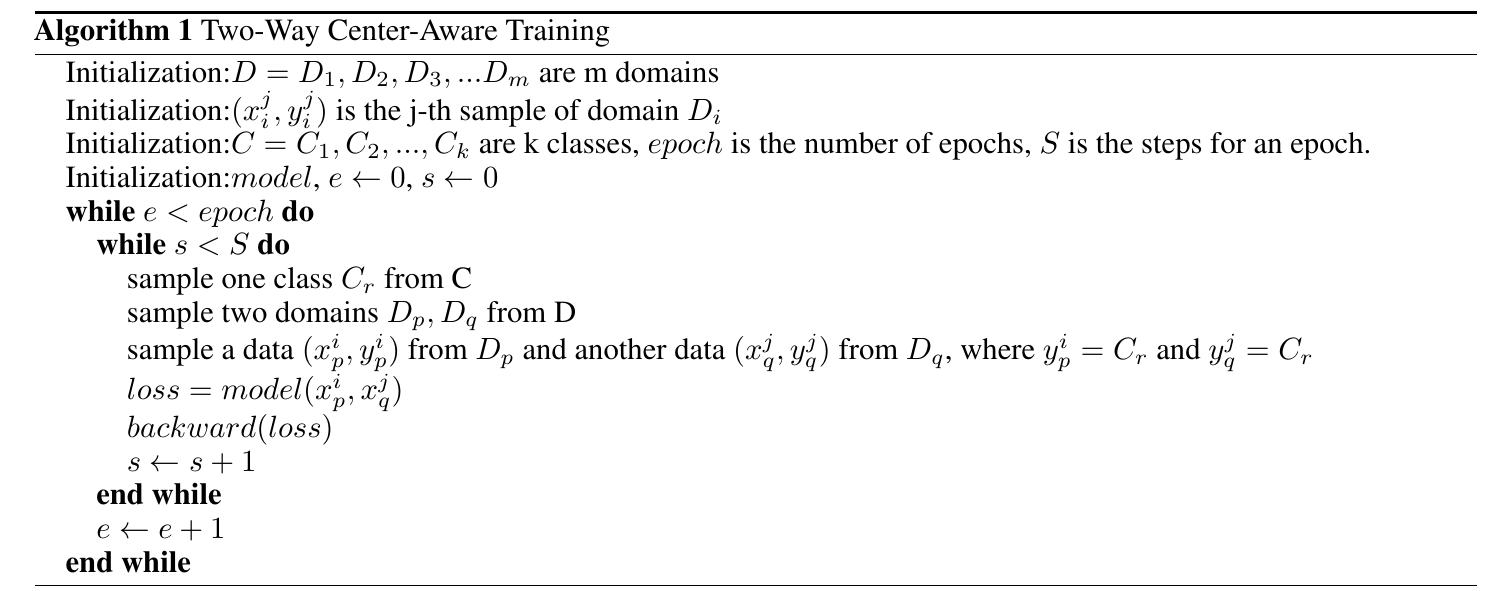 Algorithm 1 Two-Way Center-Aware Training
Initialization:$D = D_1, D_2, D_3, ...D_m$ are m domains
Initialization:$(x_i^j, y_i^j)$ is the j-th sample of domain $D_i$
Initialization:$C = C_1, C_2, ..., C_k$ are k classes, $epoch$ is the number of epochs, $S$ is the steps for an epoch.
Initialization:$model$, $e \leftarrow 0$, $s \leftarrow 0$
while $e < epoch$ do
while $s < S$ do
sample one class $C_r$ from C
sample two domains $D_p, D_q$ from D
sample a data $(x_p^i, y_p^i)$ from $D_p$ and another data $(x_q^j, y_q^j)$ from $D_q$, where $y_p^i = C_r$ and $y_q^j = C_r$
$loss = model(x_p^i, x_q^j)$
$backward(loss)$
$s \leftarrow s + 1$
end while
$e \leftarrow e + 1$
end while